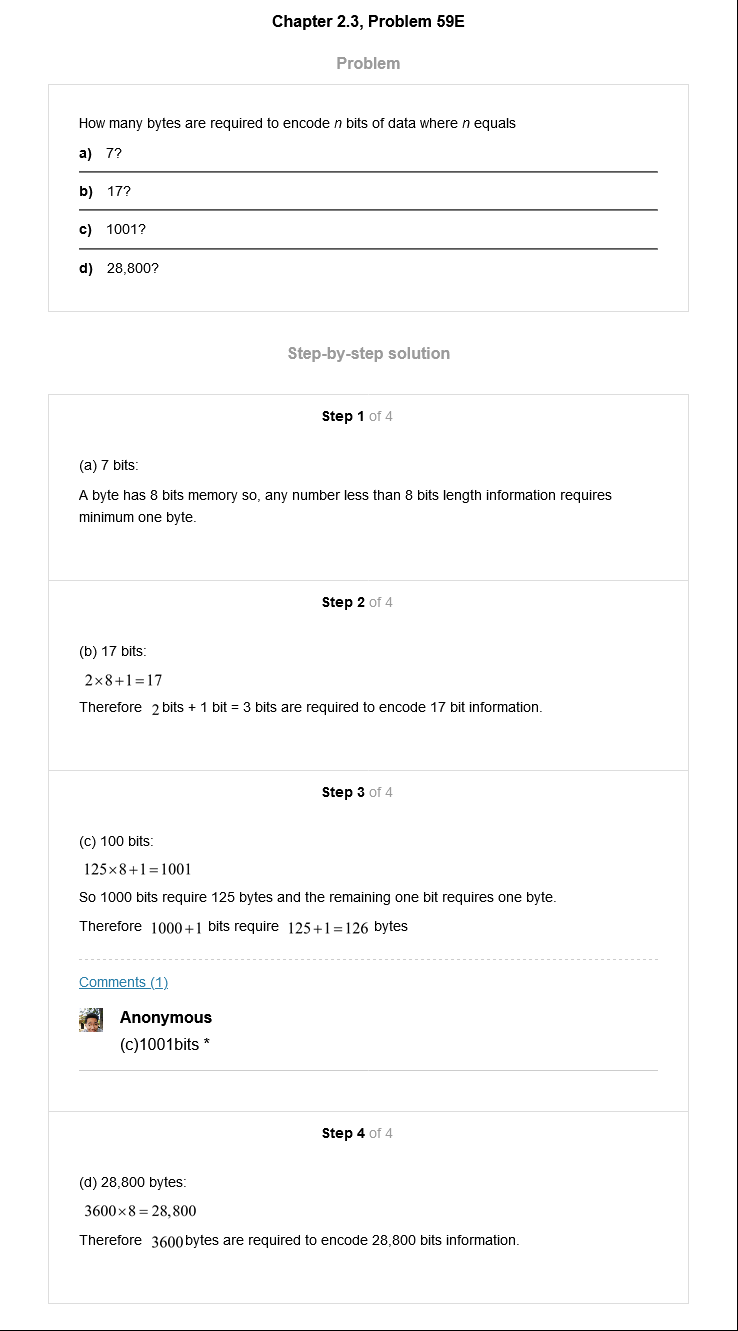 Chapter 2.3, Problem 59E
Problem
How many bytes are required to encode n bits of data where n equals
a) 7?
b) 17?
c) 1001?
d) 28,800?
Step-by-step solution
Step 1 of 4
(a) 7 bits:
A byte has 8 bits memory so, any number less than 8 bits length information requires
minimum one byte.
Step 2 of 4
(b) 17 bits:
2×8+1=17
Therefore 2 bits + 1 bit = 3 bits are required to encode 17 bit information.
Step 3 of 4
(c) 100 bits:
125×8+1=1001
So 1000 bits require 125 bytes and the remaining one bit requires one byte.
Therefore 1000+1 bits require 125+1=126 bytes
Comments (1)
Anonymous
(c)1001bits *
Step 4 of 4
(d) 28,800 bytes:
3600×8=28,800
Therefore 3600 bytes are required to encode 28,800 bits information.